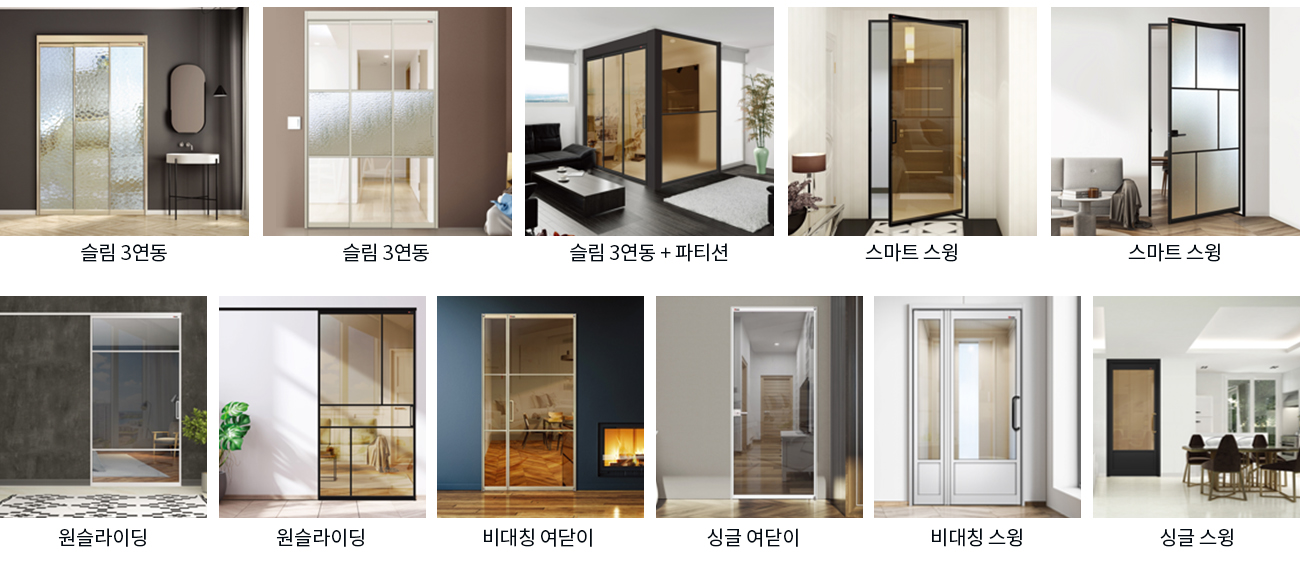 슬림 3연동
슬림 3연동
슬림 3연동 + 파티션
스마트 스윙
스마트 스윙
원슬라이딩
원슬라이딩
비대칭 여닫이
싱글 여닫이
비대칭 스윙
싱글 스윙